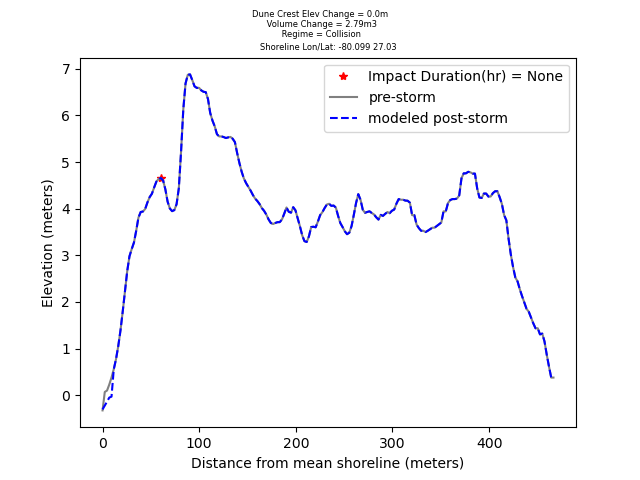 Dune Crest Elev Change = 0.0m
Volume Change = 2.79m3
Regime = Collision
Shoreline Lon/Lat: -80.099 27.03
Impact Duration(hr) = None
pre-storm
modeled post-storm
7
6
5
4
3
2
1
0
Elevation (meters)
0 100 200 300 400
Distance from mean shoreline (meters)